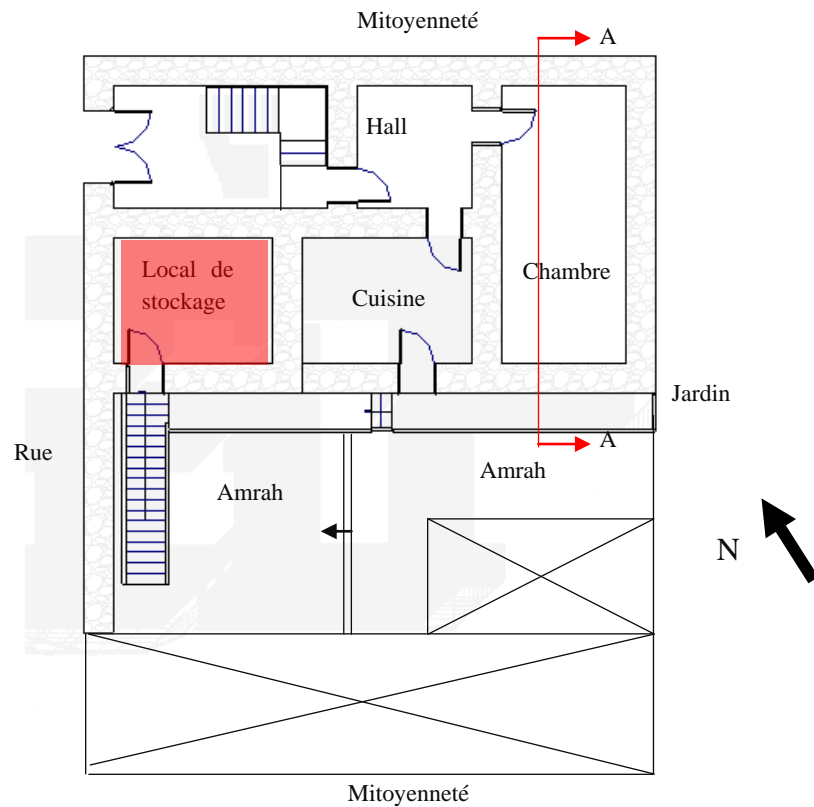 Mitoyenneté
A
Hall
Local de
stockage
Cuisine
Chambre
Jardin
Rue
A
Amrah
Amrah
N
Mitoyenneté